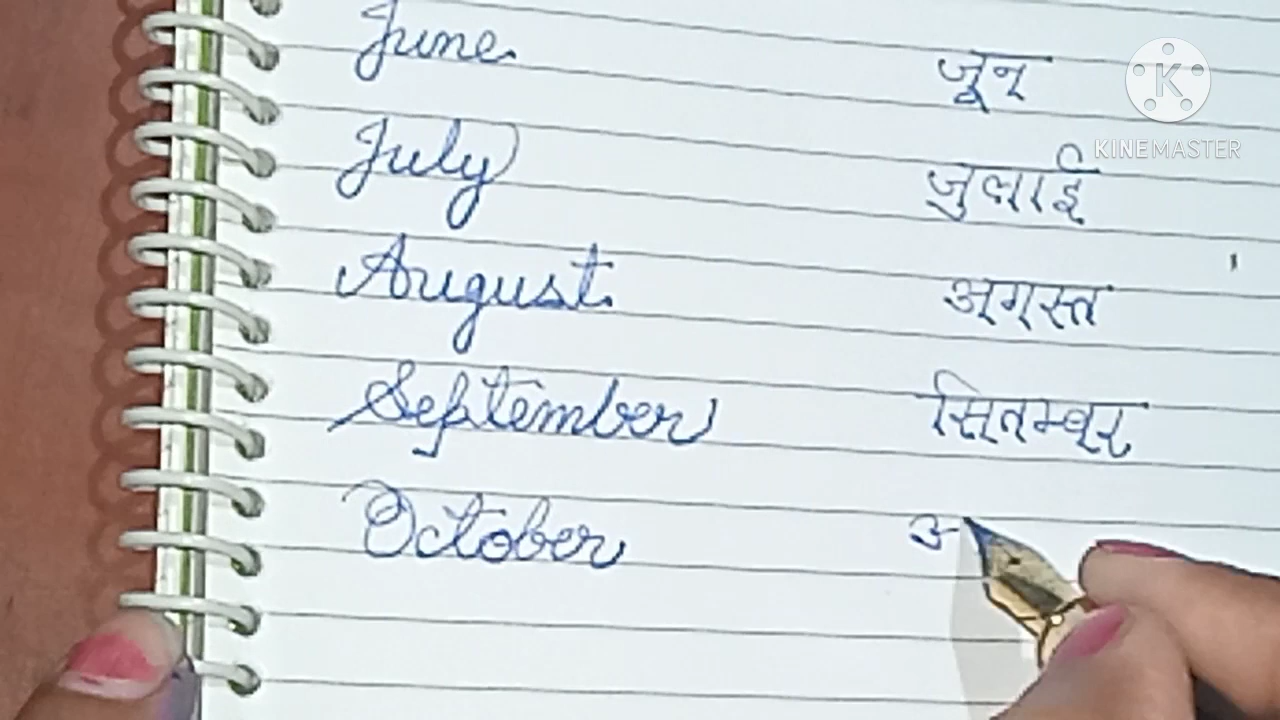 June जून
July जुलाई
August अगस्त
September सितम्बर
October
K
KINEMASTER